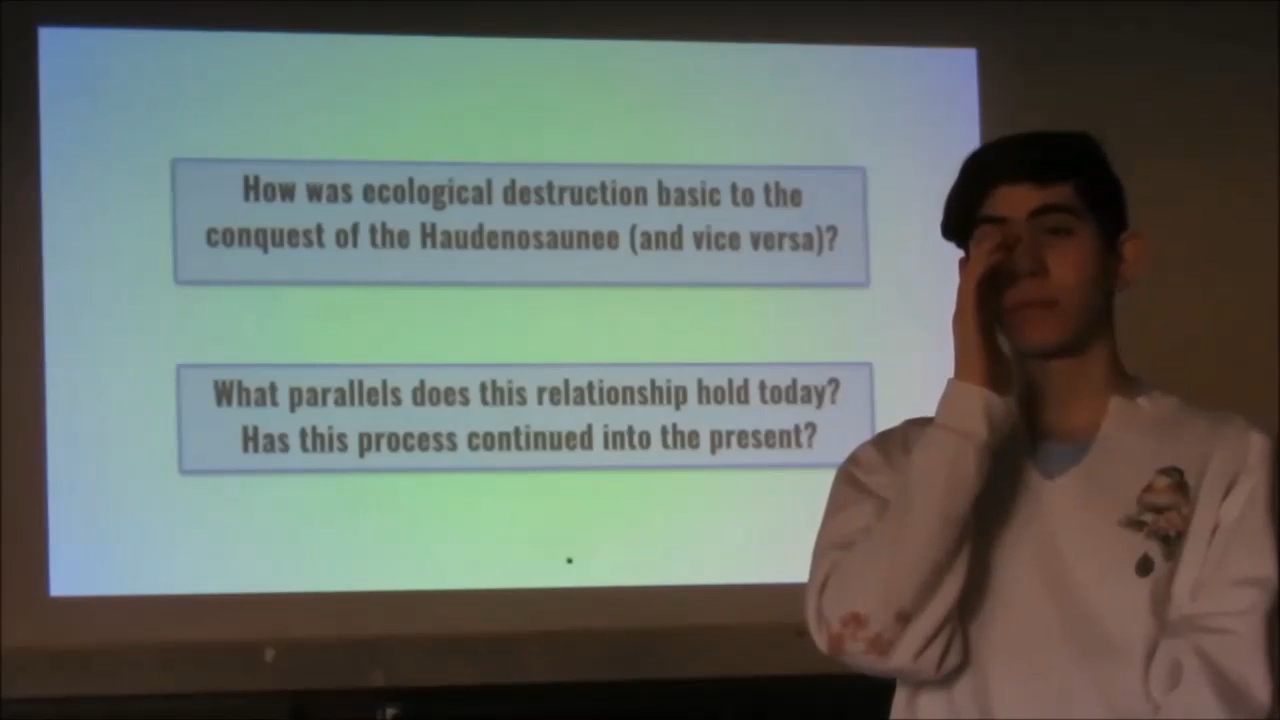 How was ecological destruction basic to the
conquest of the Haudenosaunee (and vice versa)?
What parallels does this relationship hold today?
Has this process continued into the present?